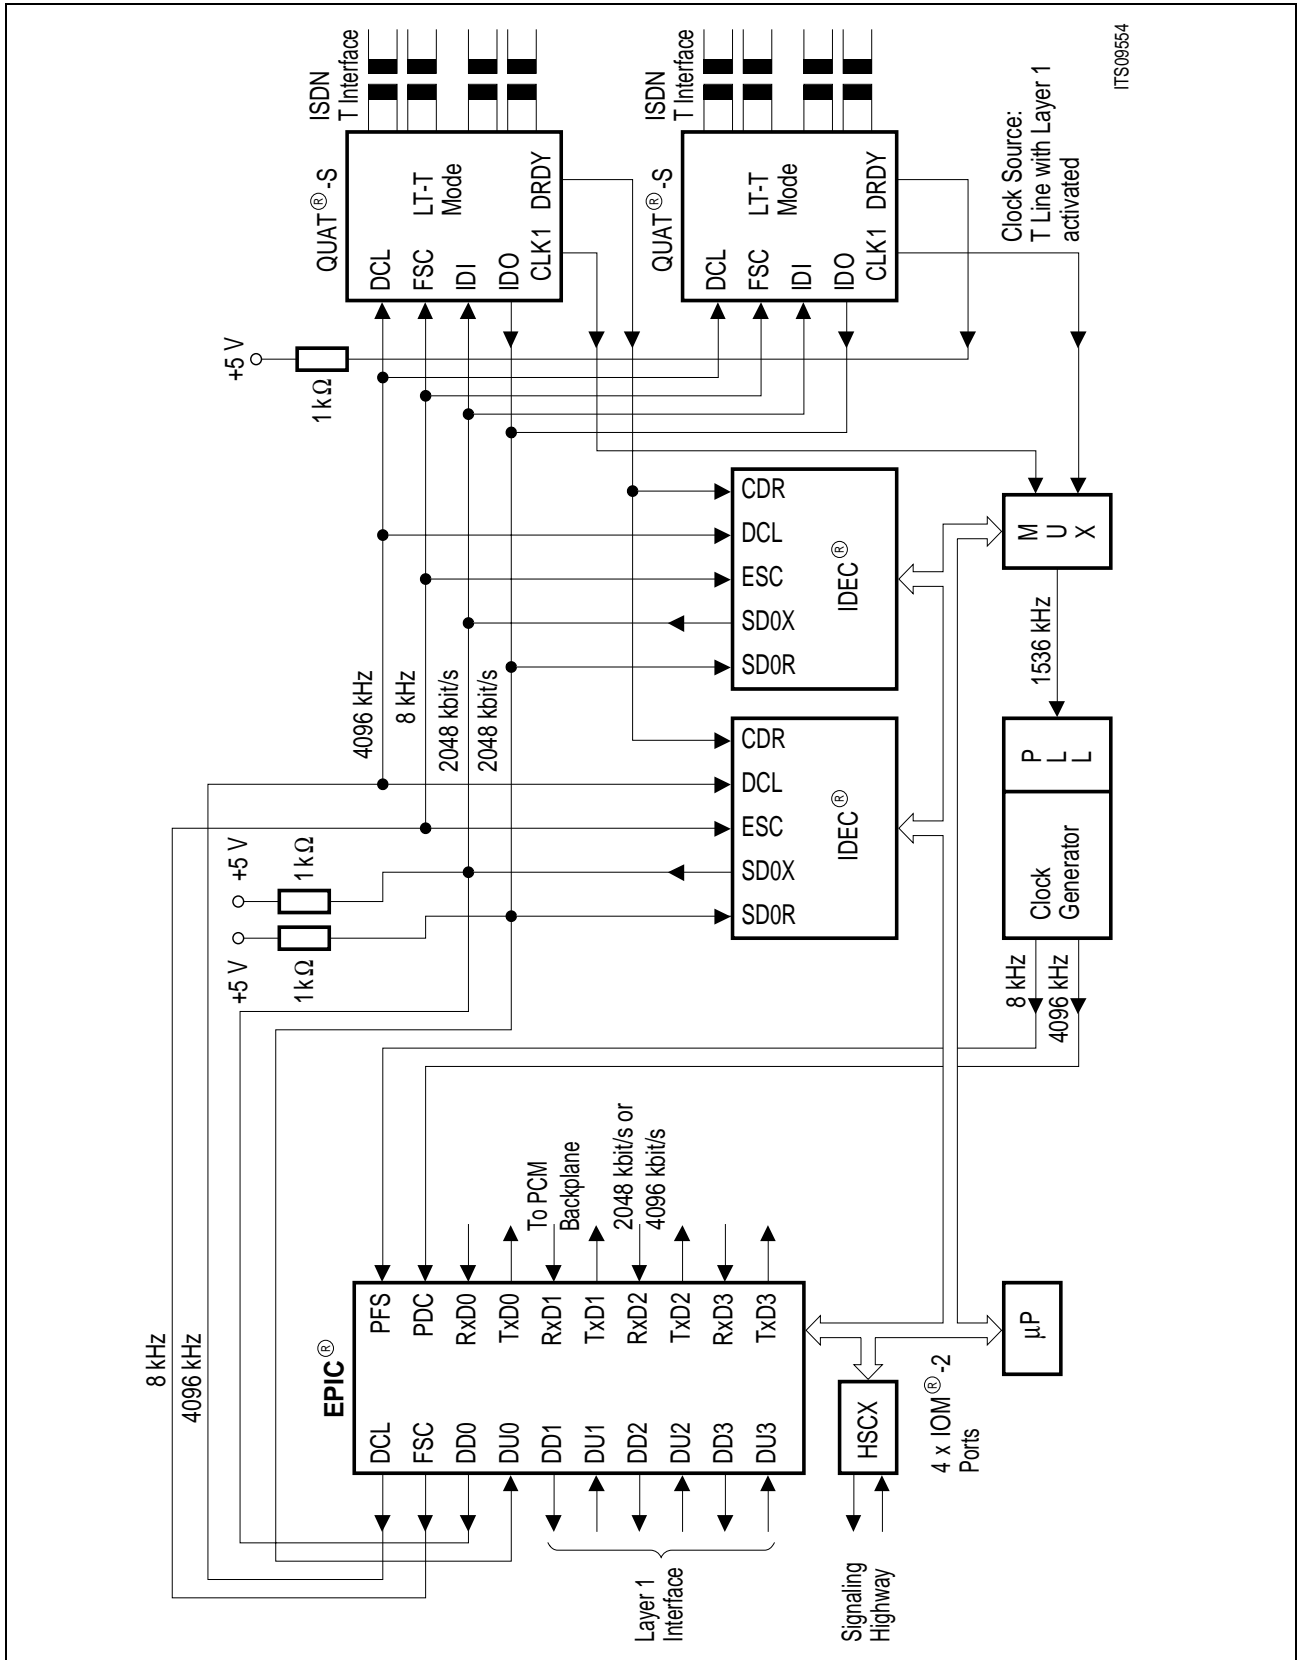 ISDN
T Interface
ISDN
T Interface
ITS09554
QUAT®-S
DCL
FSC
IDI
IDO
CLK1
DRDY
LT-T
Mode
QUAT®-S
DCL
FSC
IDI
IDO
CLK1
DRDY
LT-T
Mode
Clock Source:
T Line with Layer 1
activated
+5 V
1 kΩ
CDR
DCL
ESC
SD0X
SD0R
IDEC®
M
U
X
1536 kHz
4096 kHz
8 kHz
2048 kbit/s
2048 kbit/s
CDR
DCL
ESC
SD0X
SD0R
IDEC®
P
L
L
Clock
Generator
+5 V
1 kΩ
+5 V
1 kΩ
8 kHz
4096 kHz
To PCM
Backplane
2048 kbit/s or
4096 kbit/s
8 kHz
4096 kHz
EPIC®
PFS
PDC
RxD0
TxD0
RxD1
TxD1
RxD2
TxD2
RxD3
TxD3
DCL
FSC
DD0
DU0
DD1
DU1
DD2
DU2
DD3
DU3
µP
HSCX
4 x IOM®-2
Ports
Layer 1
Interface
Signaling
Highway